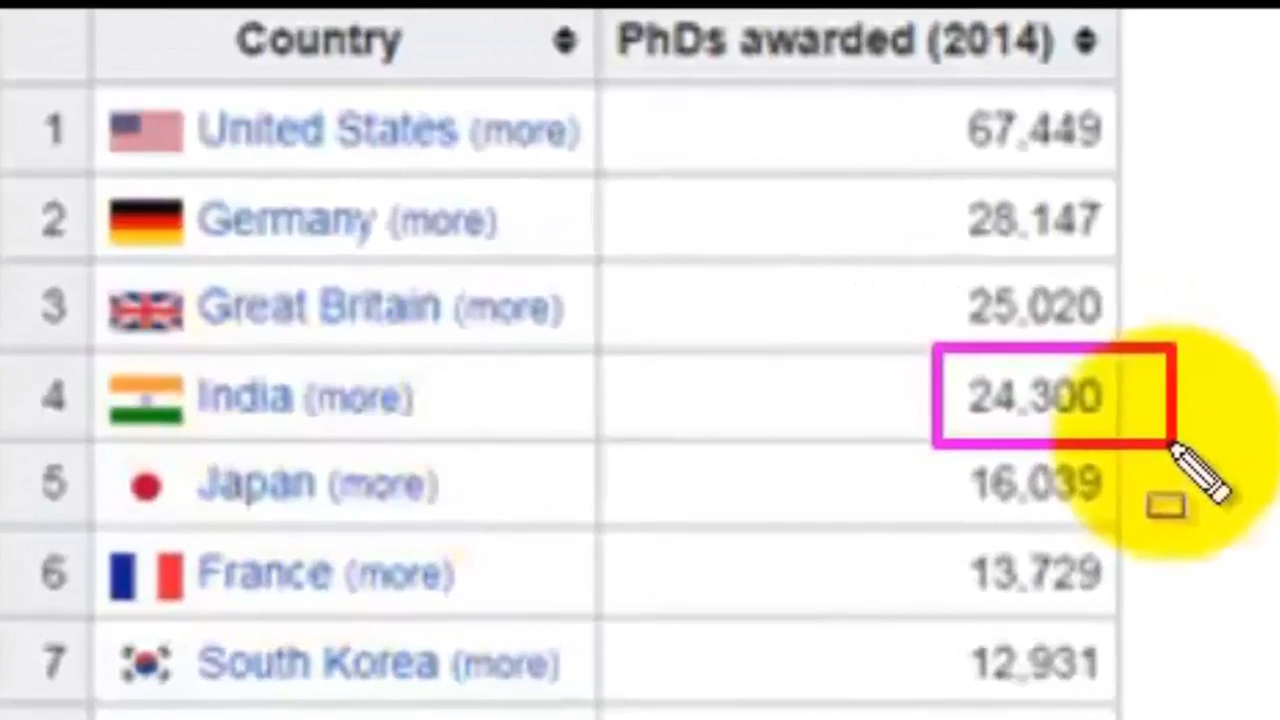 Country PhDs awarded (2014)
1 United States (more) 67,449
2 Germany (more) 28,147
3 Great Britain (more) 25,020
4 India (more) 24,300
5 Japan (more) 16,039
6 France (more) 13,729
7 South Korea (more) 12,931